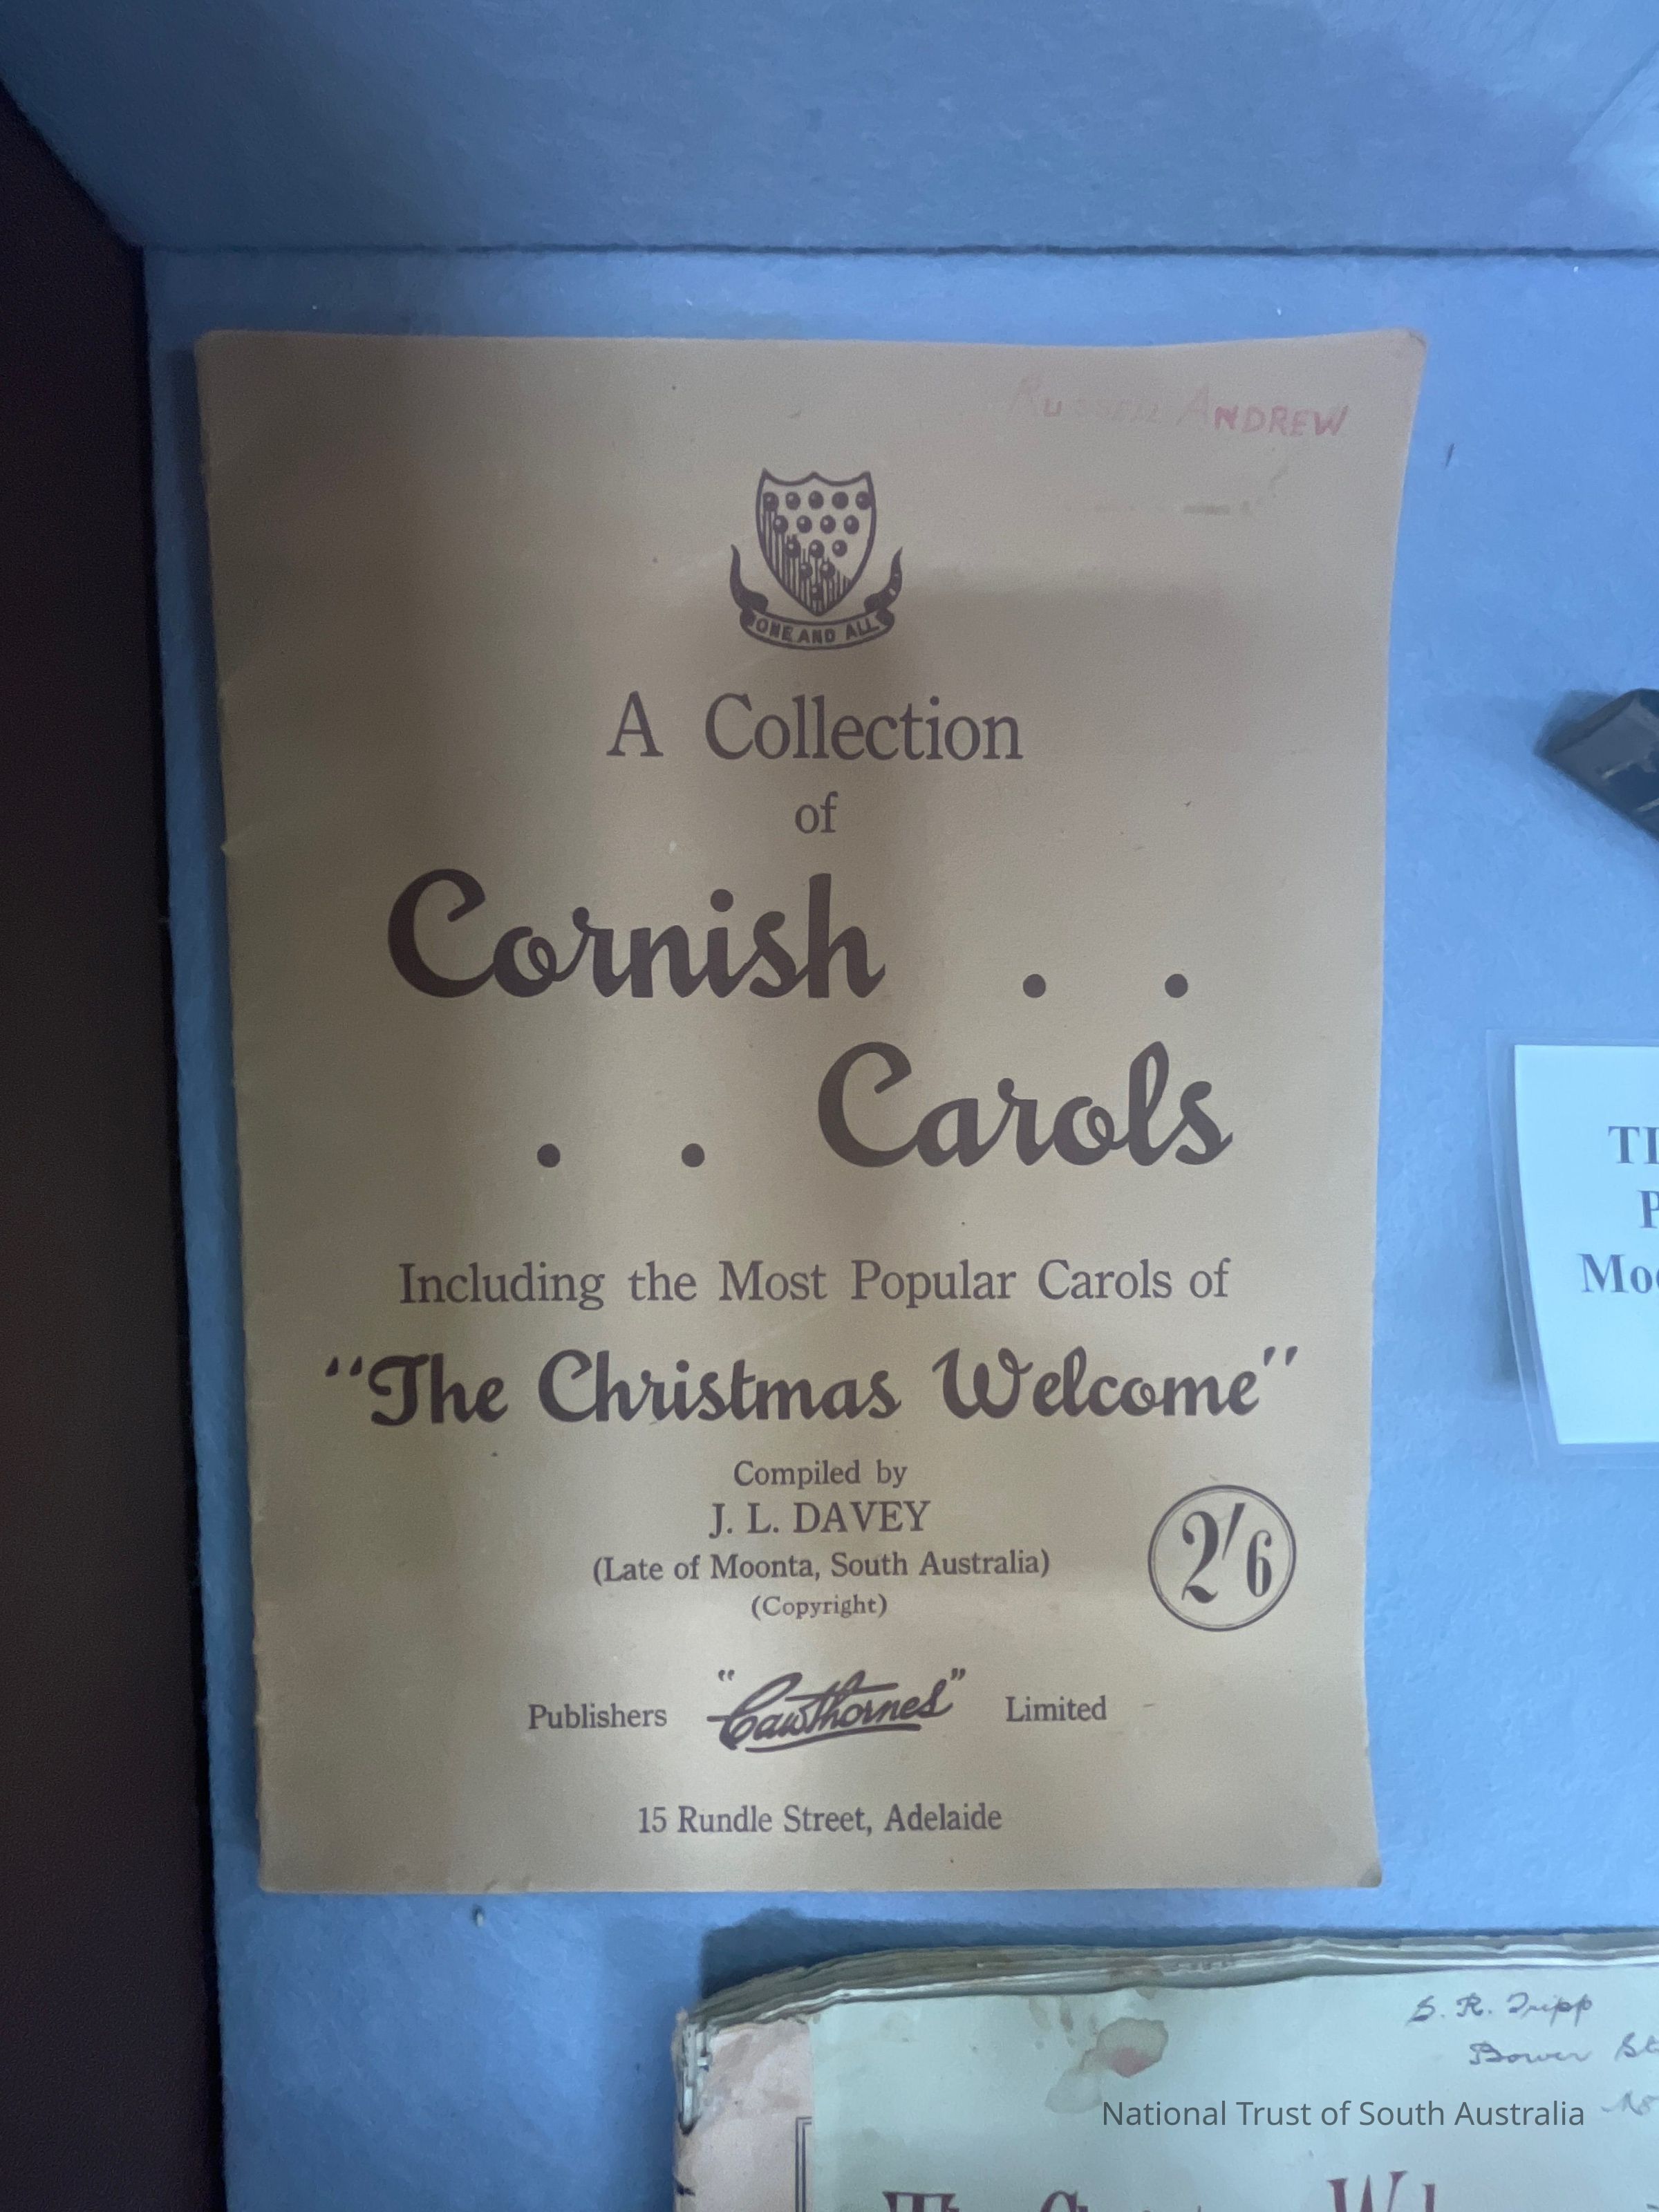 RUSSELL ANDREW
ONE AND ALL
A Collection
of
Cornish . .
. . Carols
Including the Most Popular Carols of
"The Christmas Welcome"
Compiled by
J. L. DAVEY
(Late of Moonta, South Australia)
(Copyright)
2/6
Publishers "Cawthornes" Limited
15 Rundle Street, Adelaide
S. R. Tripp
Bower St
National Trust of South Australia